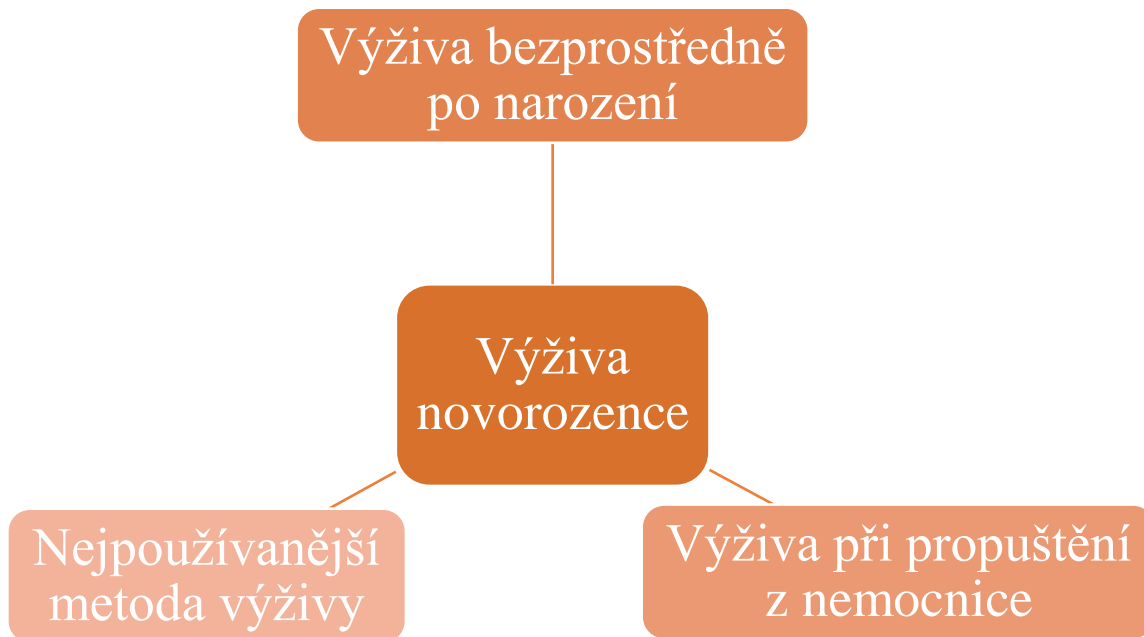 Výživa bezprostředně
po narození
Výživa
novorozence
Nejpoužívanější
metoda výživy
Výživa při propuštění
z nemocnice